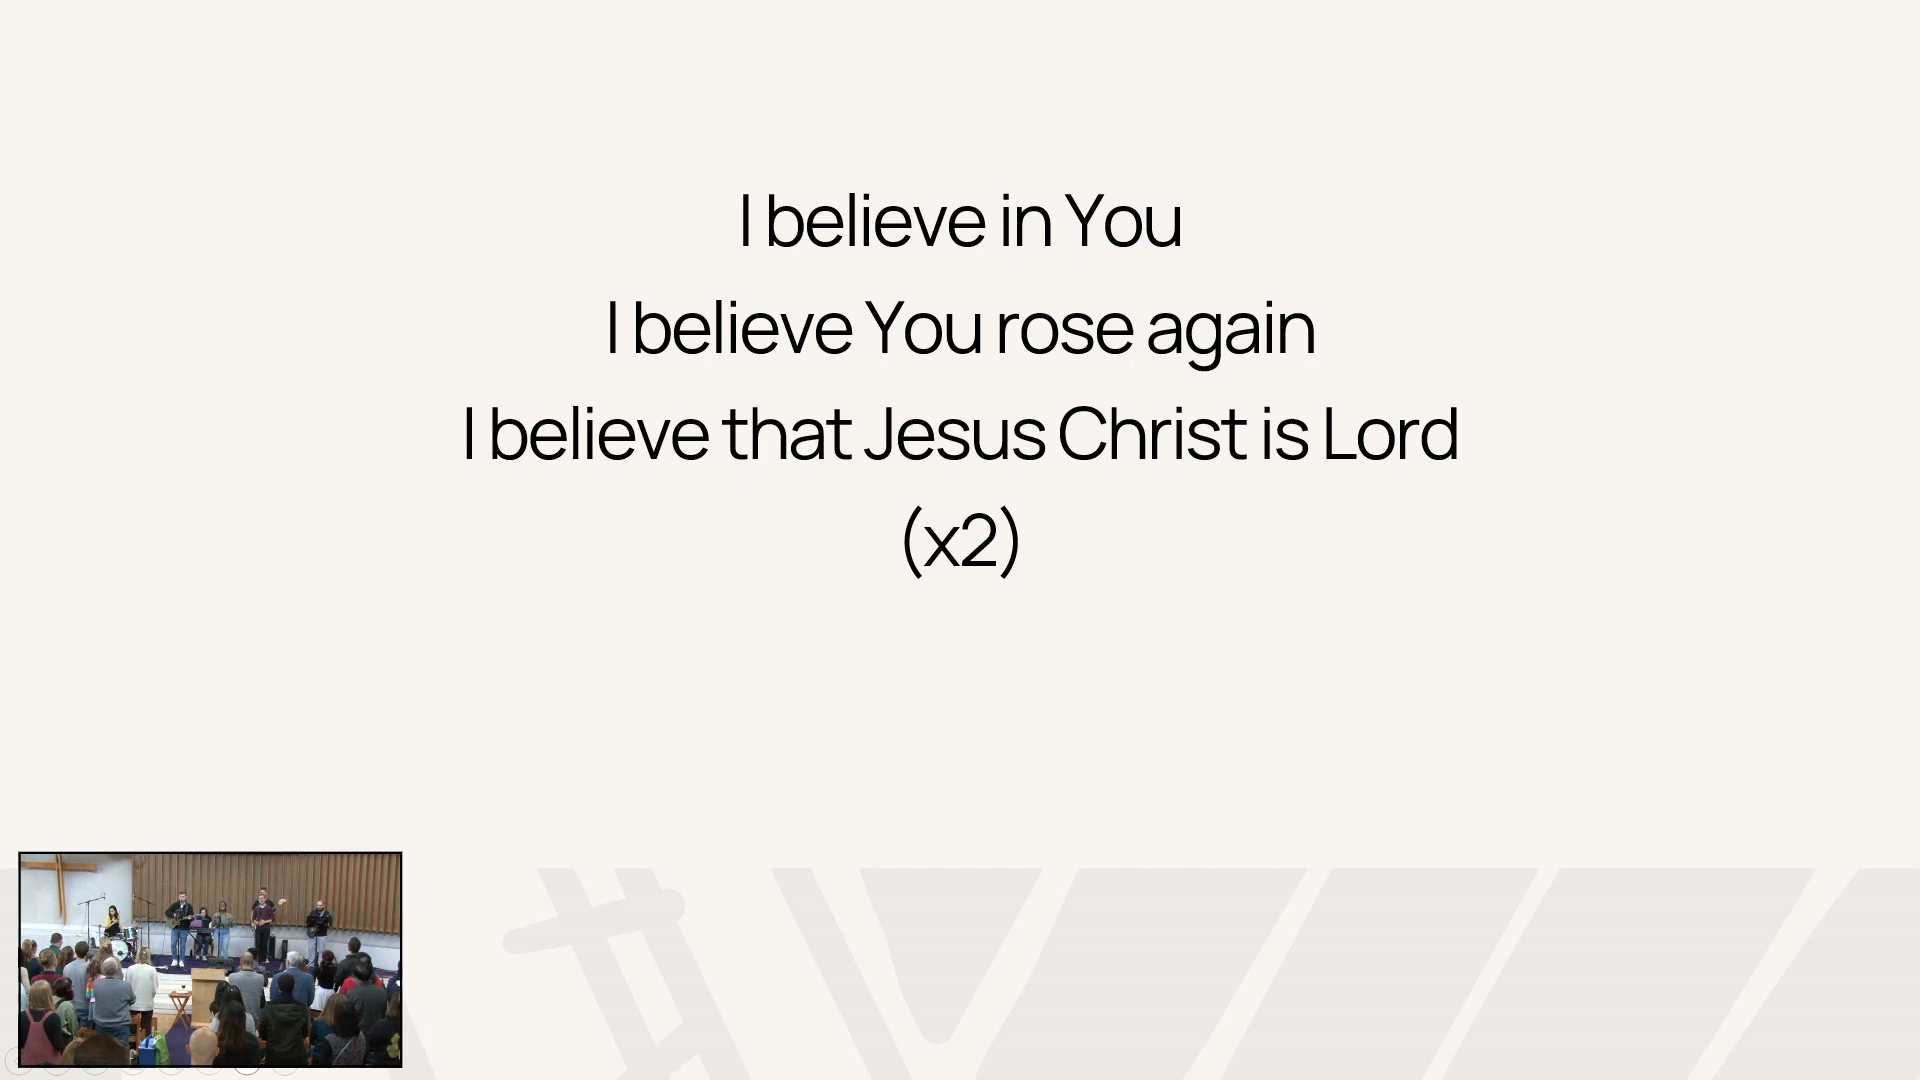 I believe in You
I believe You rose again
I believe that Jesus Christ is Lord
(x2)